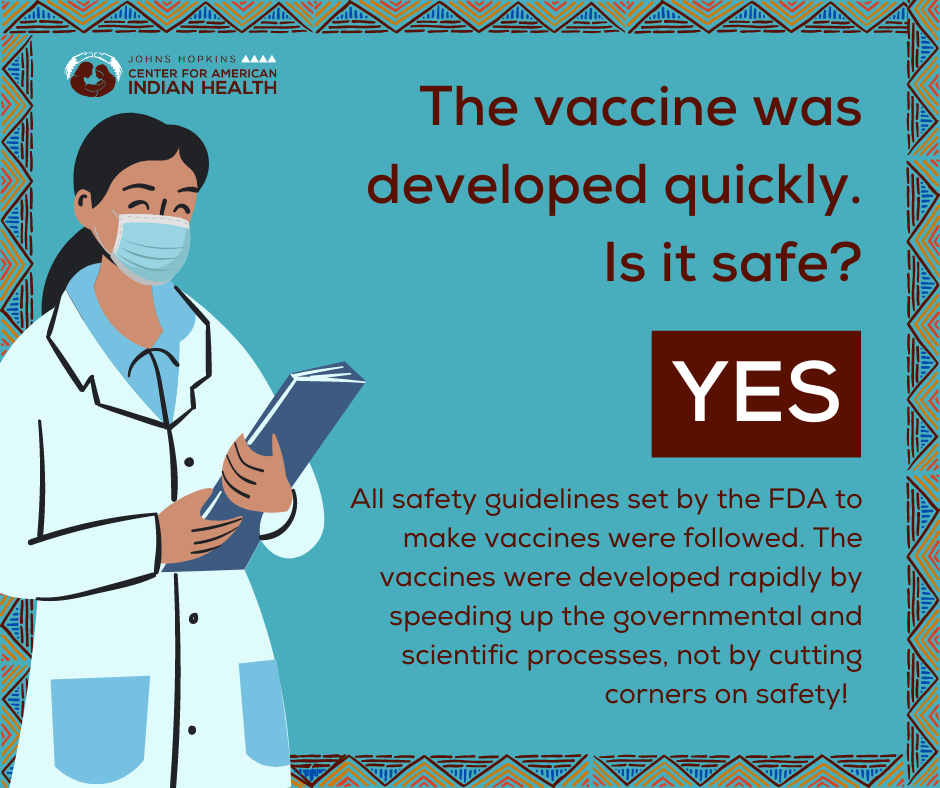 JOHNS HOPKINS
CENTER FOR AMERICAN
INDIAN HEALTH
The vaccine was
developed quickly.
Is it safe?
YES
All safety guidelines set by the FDA to
make vaccines were followed. The
vaccines were developed rapidly by
speeding up the governmental and
scientific processes, not by cutting
corners on safety!